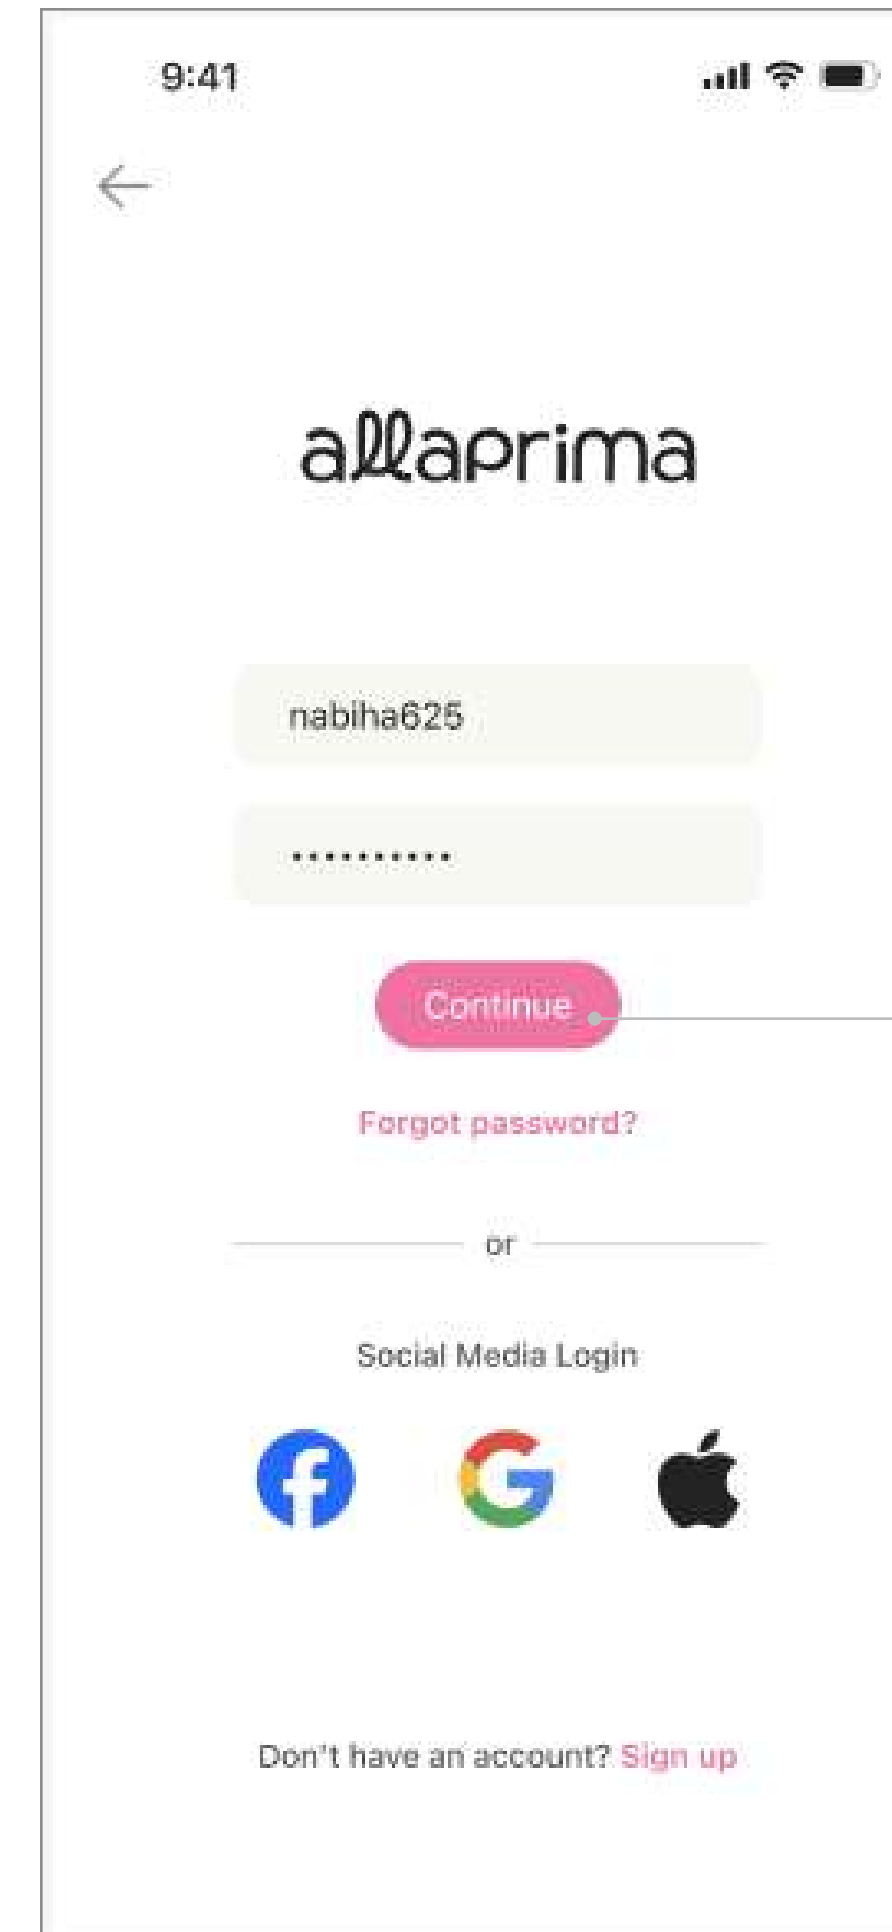 9:41
allaprima
nabiha625
••••••••••
Continue
Forgot password?
or
Social Media Login
Don't have an account? Sign up